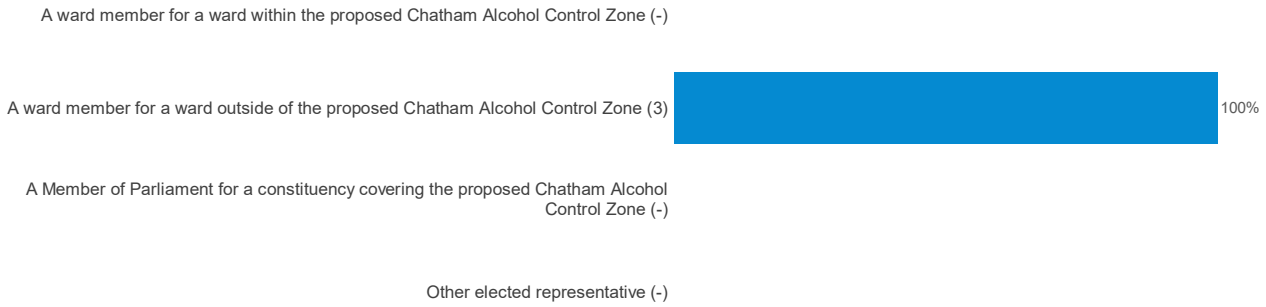 A ward member for a ward within the proposed Chatham Alcohol Control Zone (-)
A ward member for a ward outside of the proposed Chatham Alcohol Control Zone (3)
100%
A Member of Parliament for a constituency covering the proposed Chatham Alcohol
Control Zone (-)
Other elected representative (-)